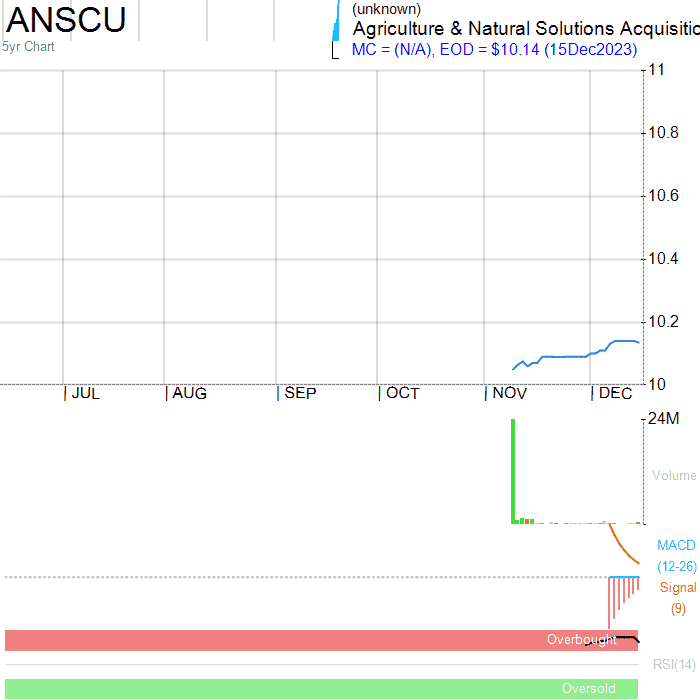 ANSCU
(unknown)
Agriculture & Natural Solutions Acquisitio
5yr Chart
MC = (N/A), EOD = $10.14 (15Dec2023)
11
10.8
10.6
10.4
10.2
10
JUL AUG SEP OCT NOV DEC
24M
Volume
MACD
(12-26)
Signal
(9)
Overbought
RSI(14)
Oversold